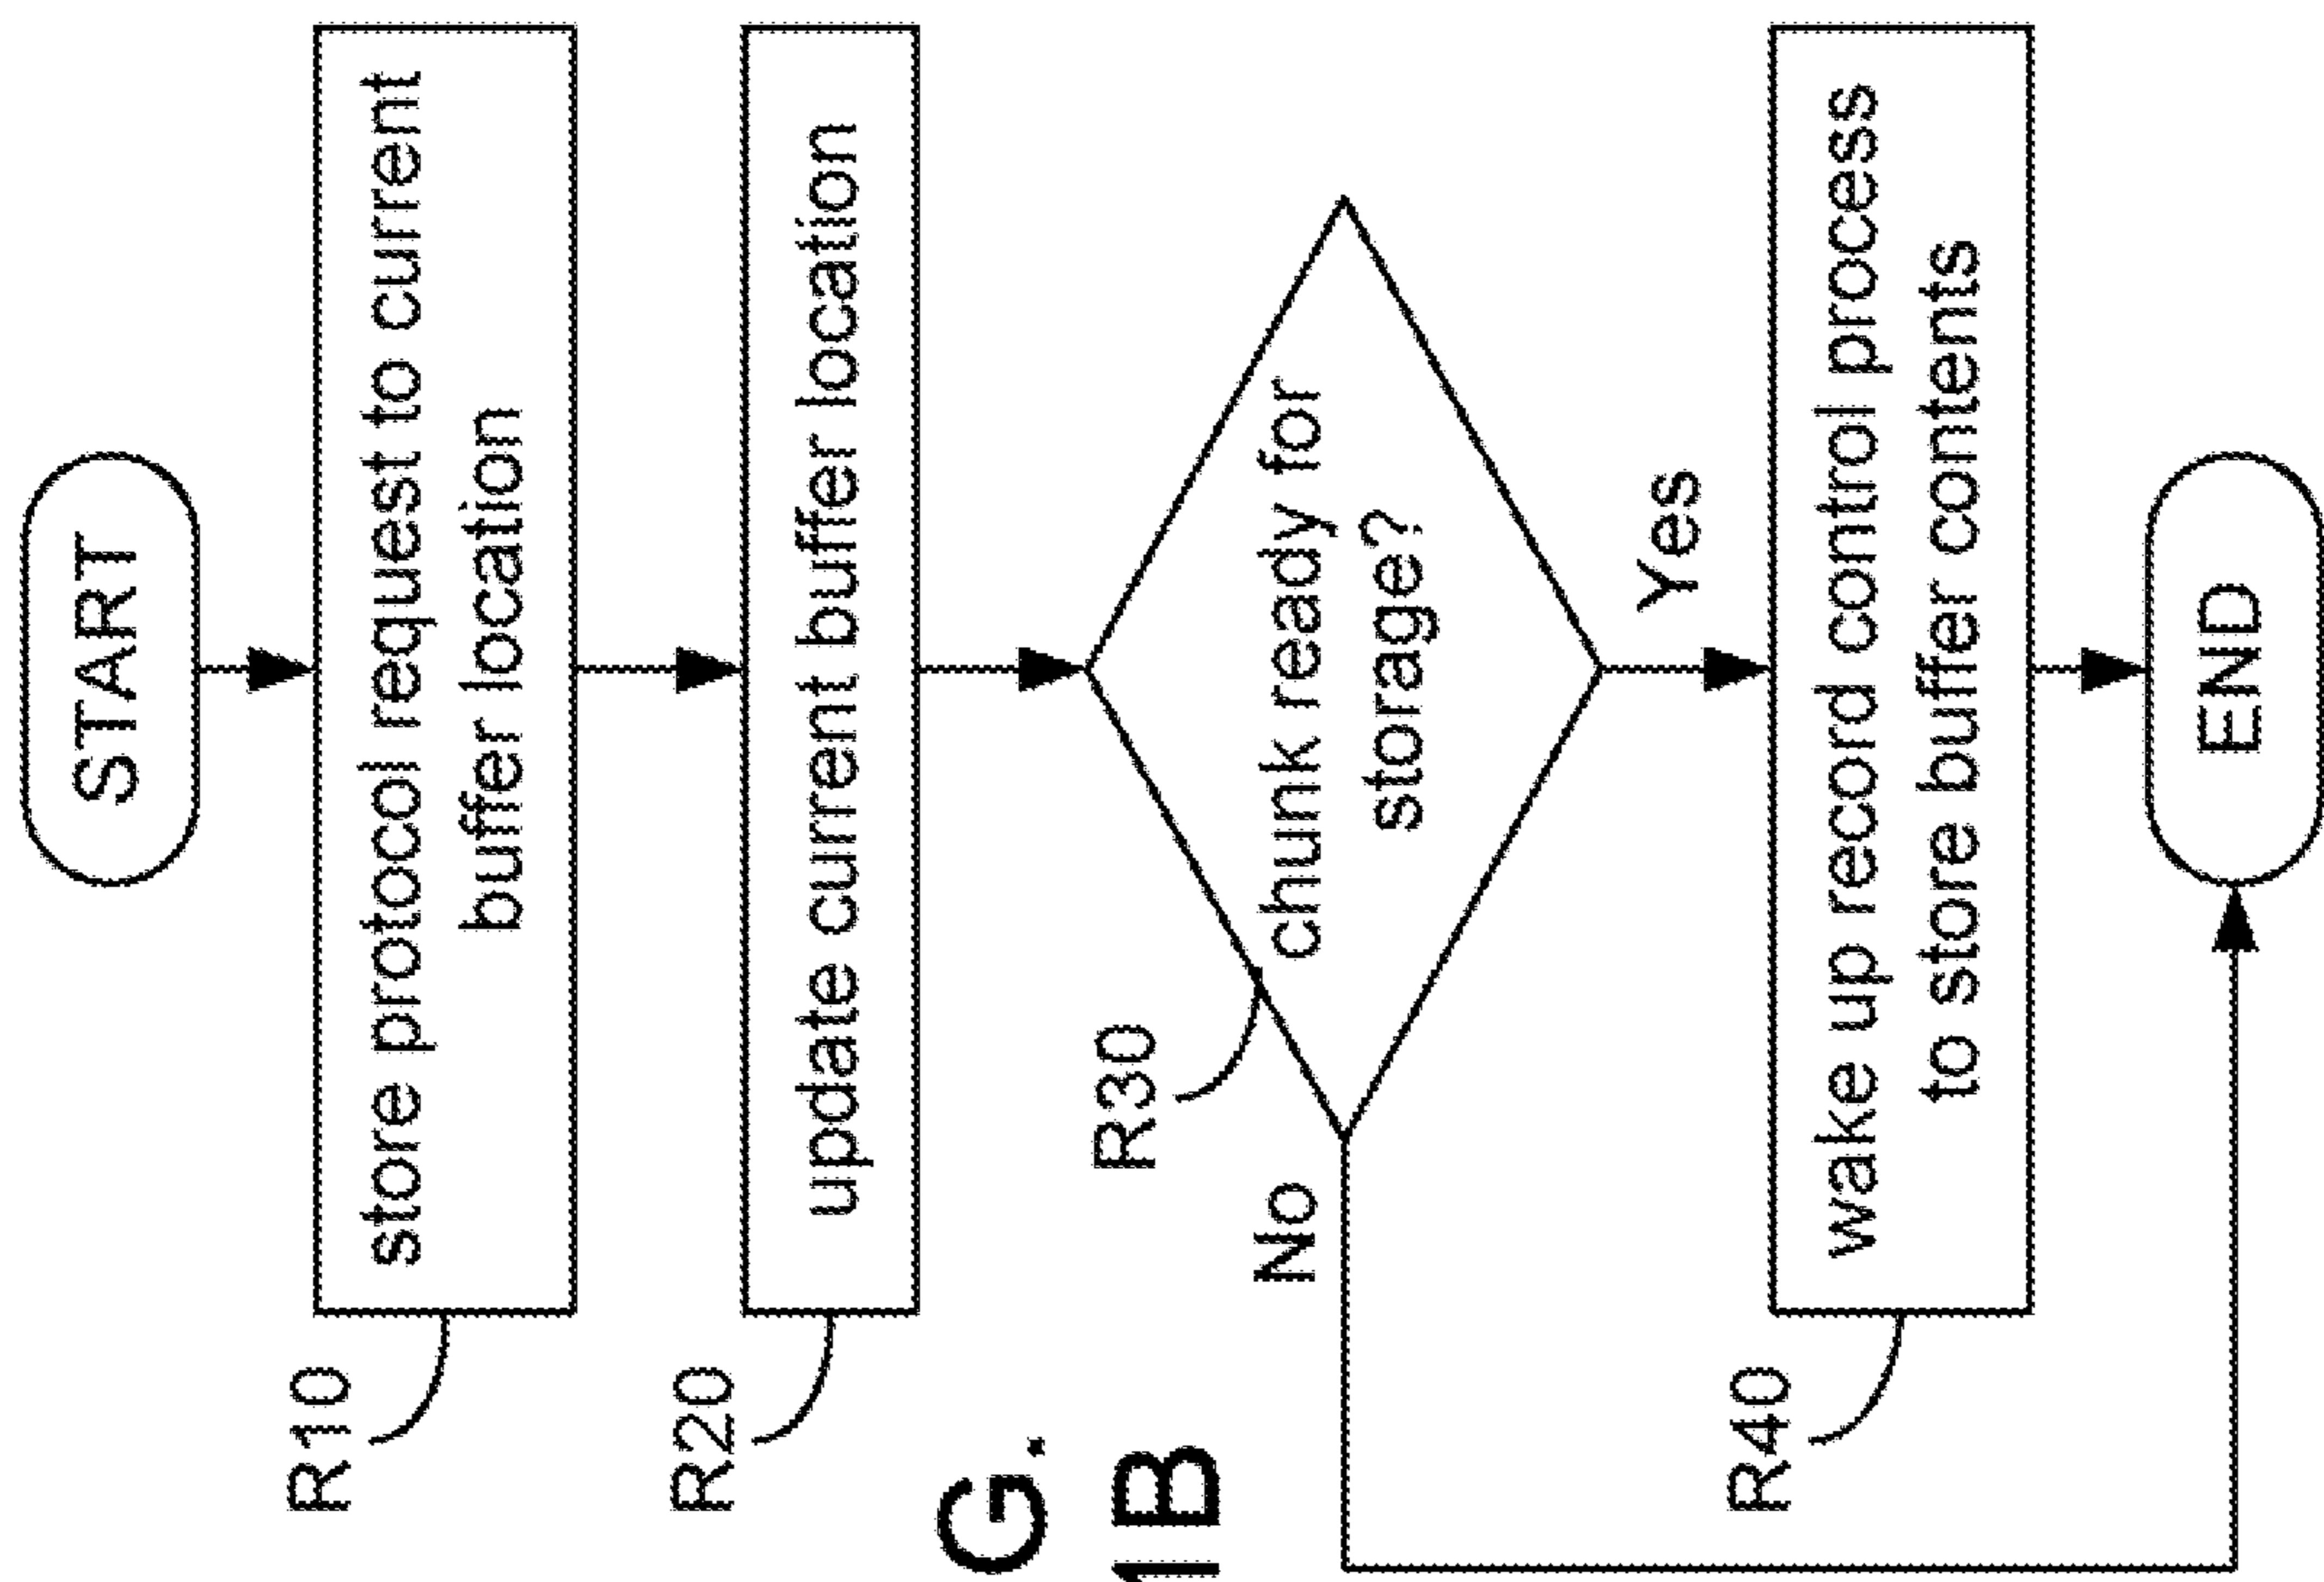 START
R10
store protocol request to current
buffer location
R20
update current buffer location
G.
1B
R30
chunk ready for
storage?
No
Yes
R40
wake up record control process
to store buffer contents
END